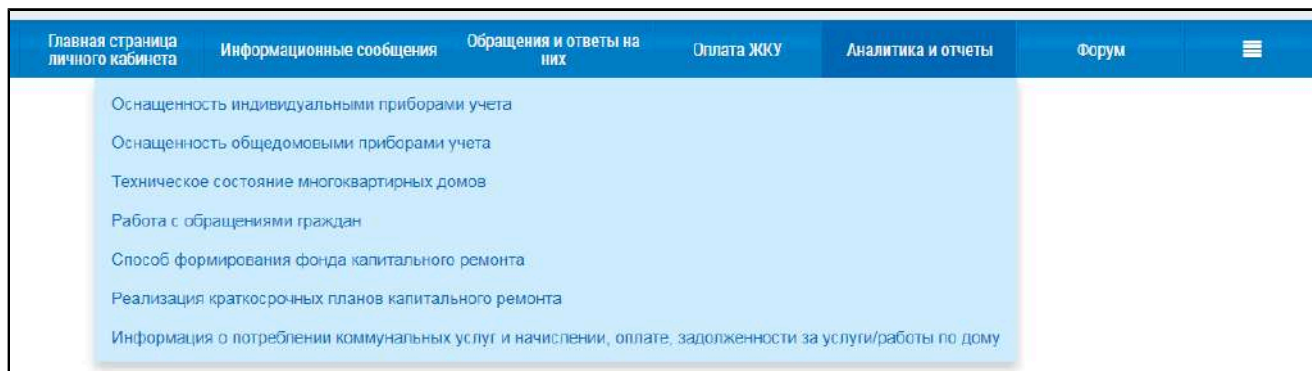 Главная страница
личного кабинета
Информационные сообщения
Обращения и ответы на
них
Оплата ЖКУ
Аналитика и отчеты
Форум
Оснащенность индивидуальными приборами учета
Оснащенность общедомовыми приборами учета
Техническое состояние многоквартирных домов
Работа с обращениями граждан
Способ формирования фонда капитального ремонта
Реализация краткосрочных планов капитального ремонта
Информация о потреблении коммунальных услуг и начислении, оплате, задолженности за услуги/работы по дому